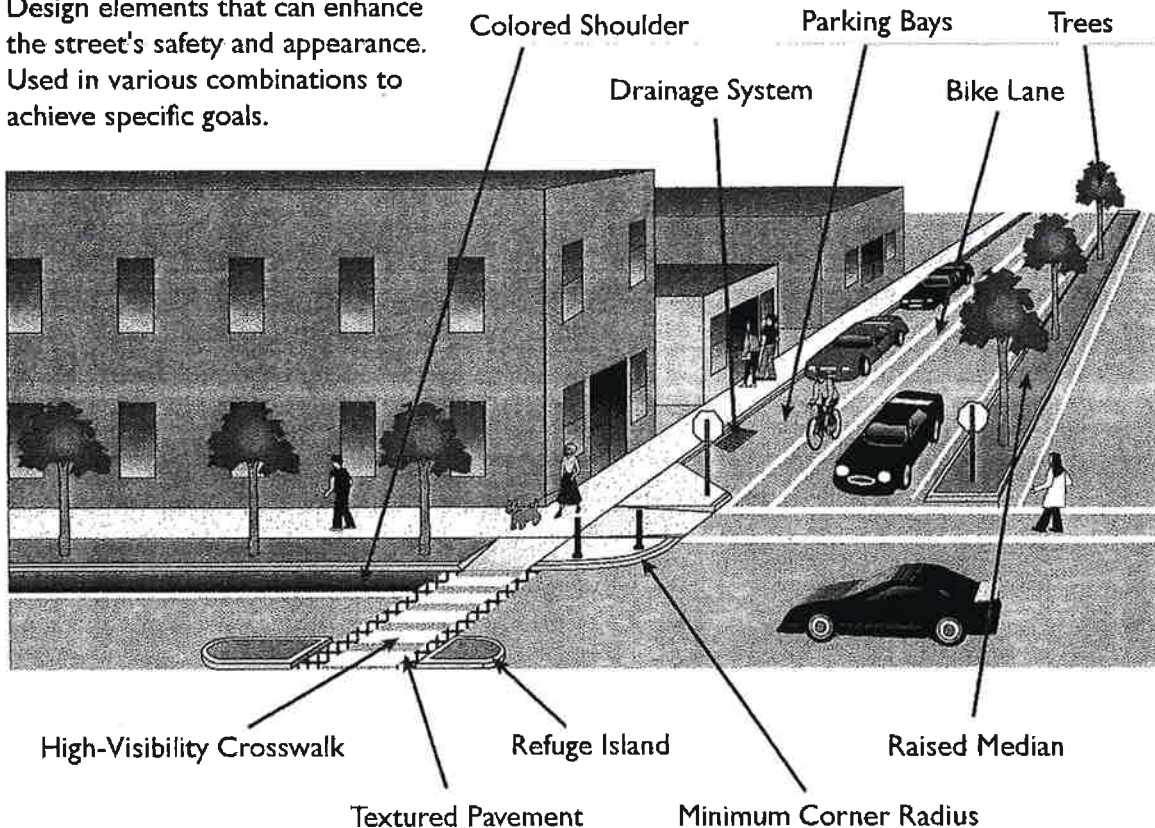 Design elements that can enhance
the street's safety and appearance.
Used in various combinations to
achieve specific goals.
Colored Shoulder
Parking Bays
Trees
Drainage System
Bike Lane
High-Visibility Crosswalk
Refuge Island
Raised Median
Textured Pavement
Minimum Corner Radius